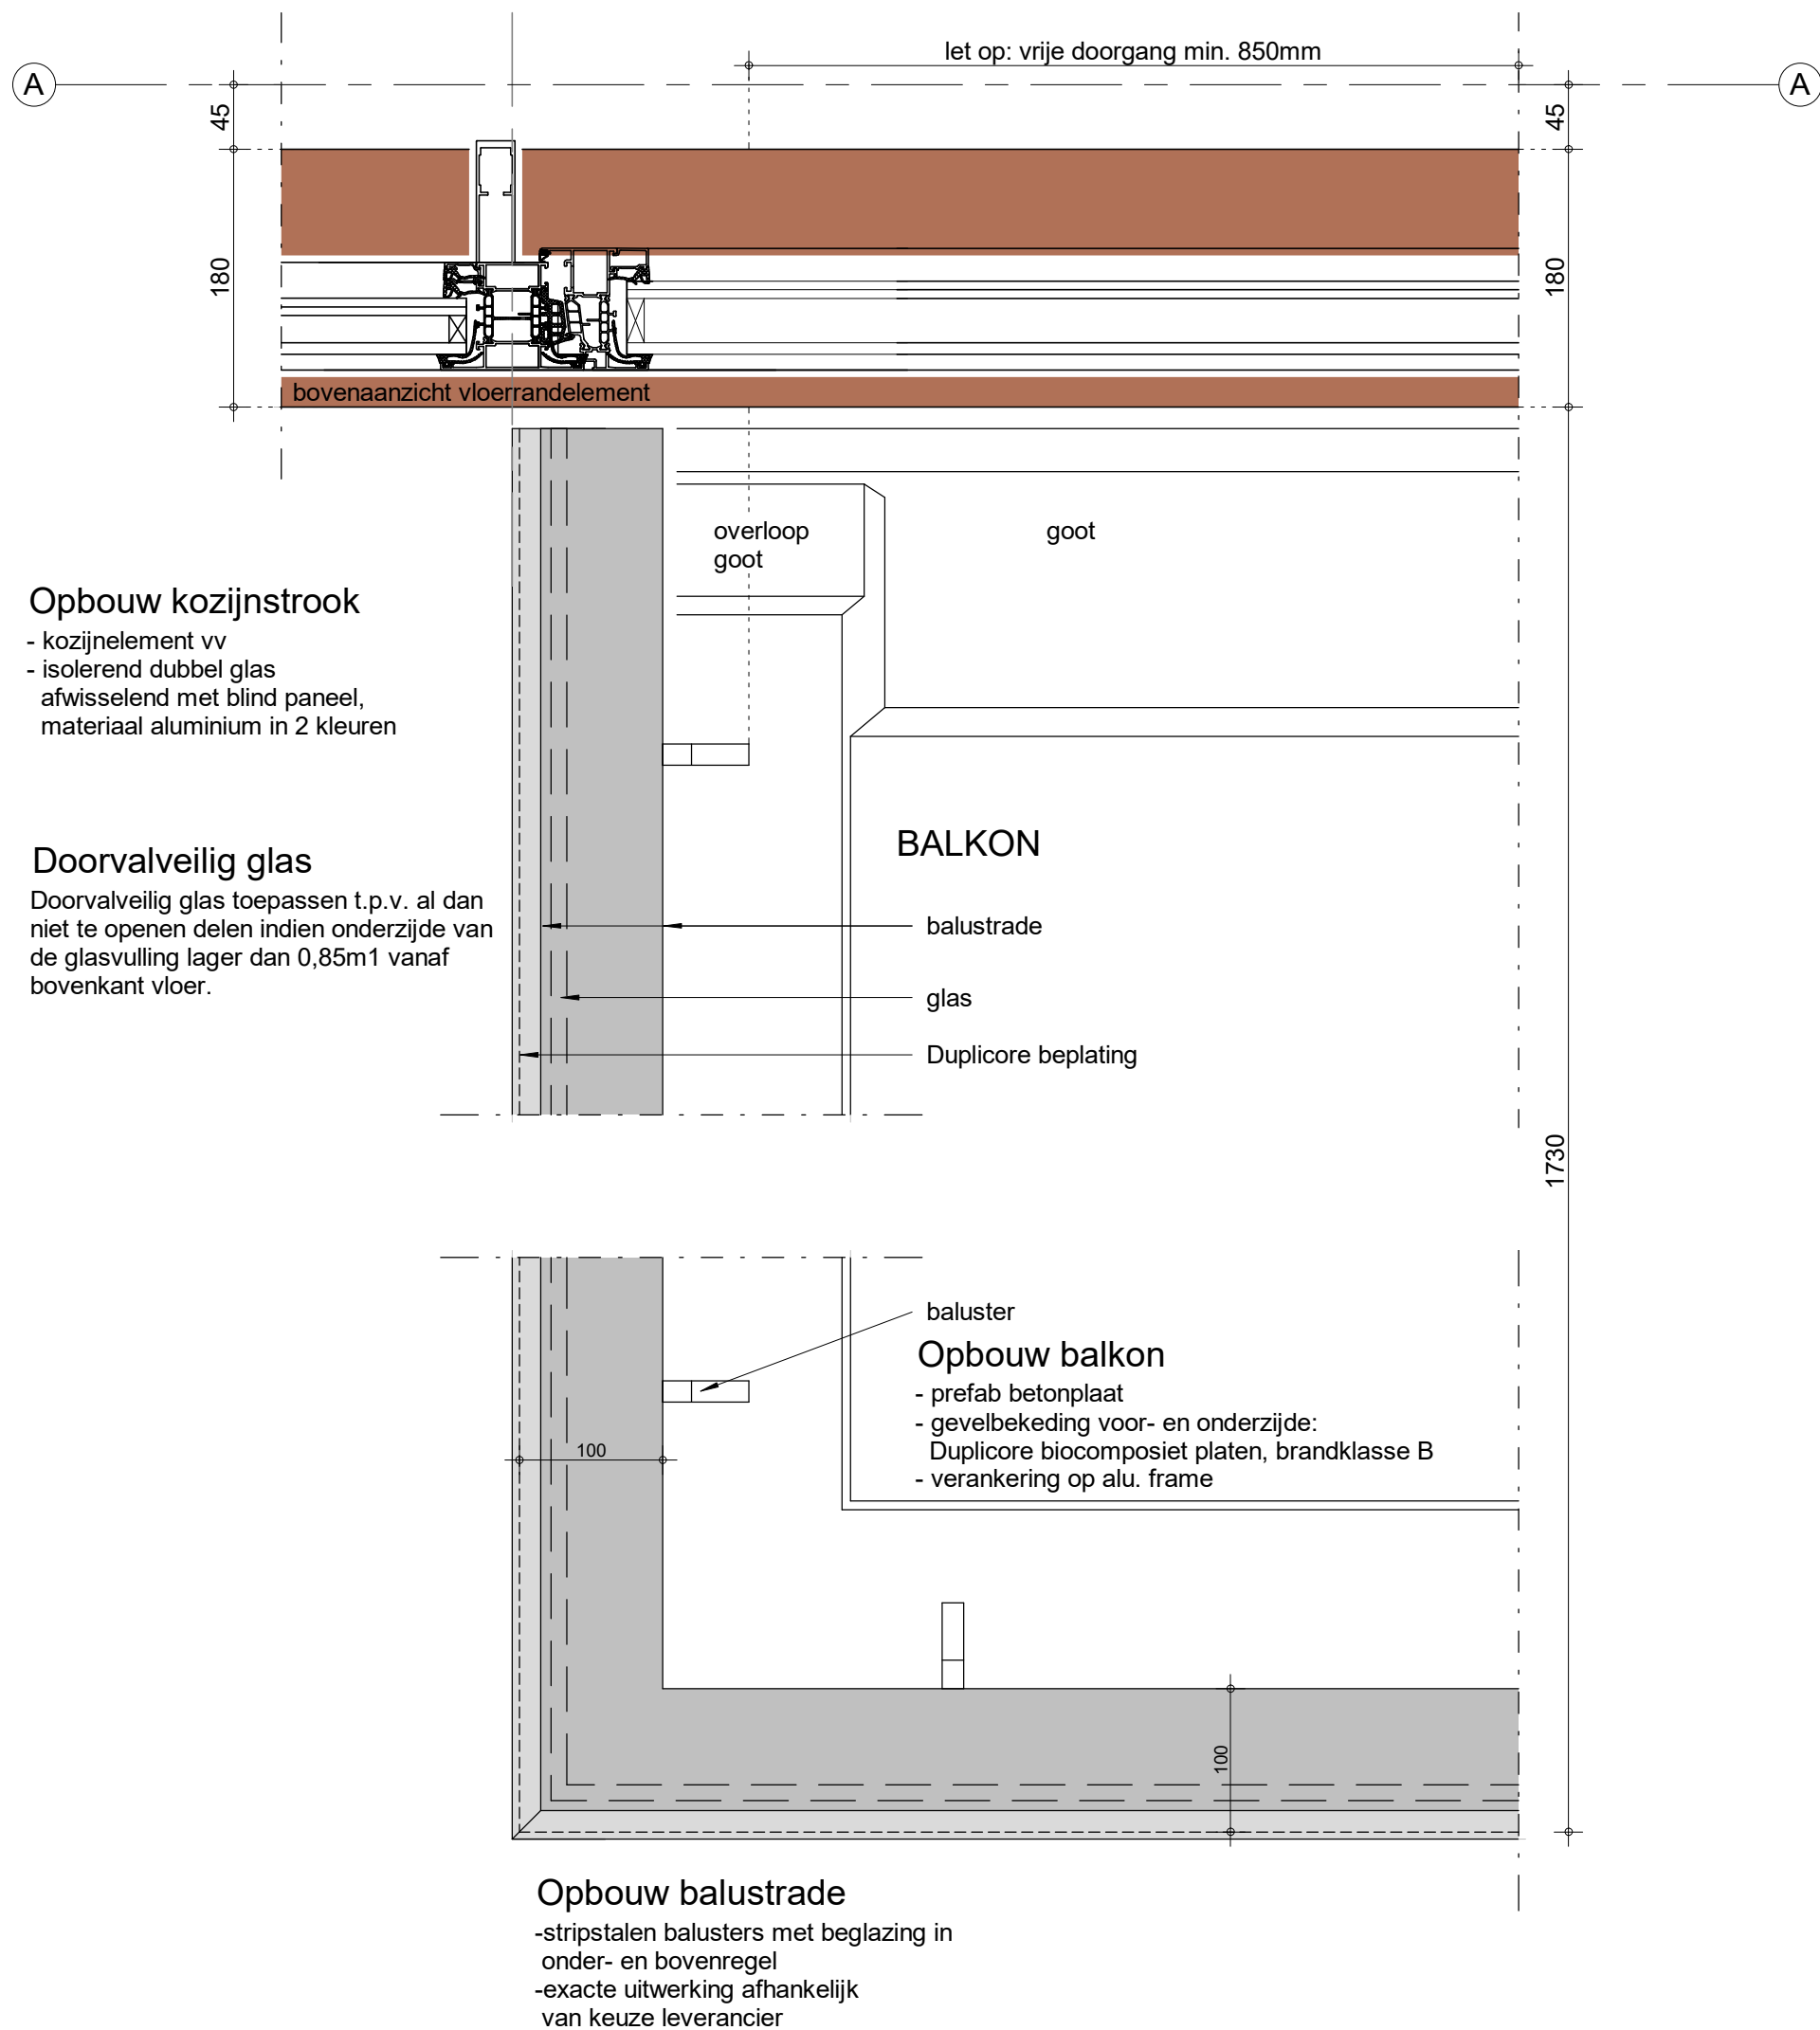 let op: vrije doorgang min. 850mm
A
A
45
45
180
180
bovenaanzicht vloerrandelement
overloop
goot
goot
Opbouw kozijnstrook
- kozijnelement vv
- isolerend dubbel glas
afwisselend met blind paneel,
materiaal aluminium in 2 kleuren
BALKON
Doorvalveilig glas
Doorvalveilig glas toepassen t.p.v. al dan
niet te openen delen indien onderzijde van
de glasvulling lager dan 0,85m1 vanaf
bovenkant vloer.
balustrade
glas
Duplicore beplating
1730
baluster
Opbouw balkon
- prefab betonplaat
- gevelbekeding voor- en onderzijde:
Duplicore biocomposiet platen, brandklasse B
- verankering op alu. frame
100
100
Opbouw balustrade
-stripstalen balusters met beglazing in
onder- en bovenregel
-exacte uitwerking afhankelijk
van keuze leverancier